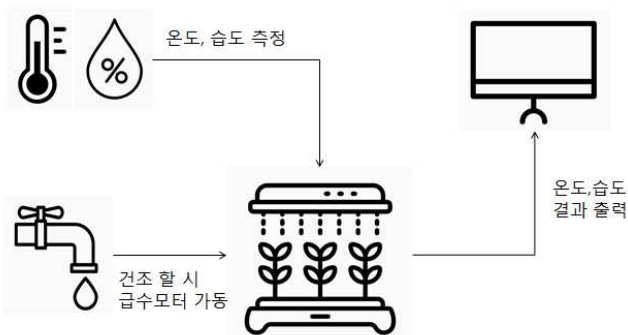 온도, 습도 측정
%
온도,습도
결과 출력
건조 할 시
급수모터 가동